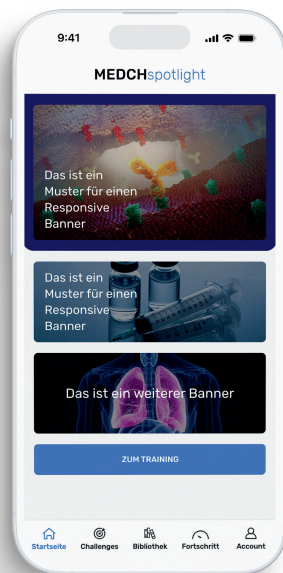 9:41
MEDCHspotlight
Das ist ein
Muster für einen
Responsive
Banner
Das ist ein
Muster für einen
Responsive
Banner
Das ist ein weiterer Banner
ZUM TRAINING
Startseite Challenges Bibliothek Fortschritt Account